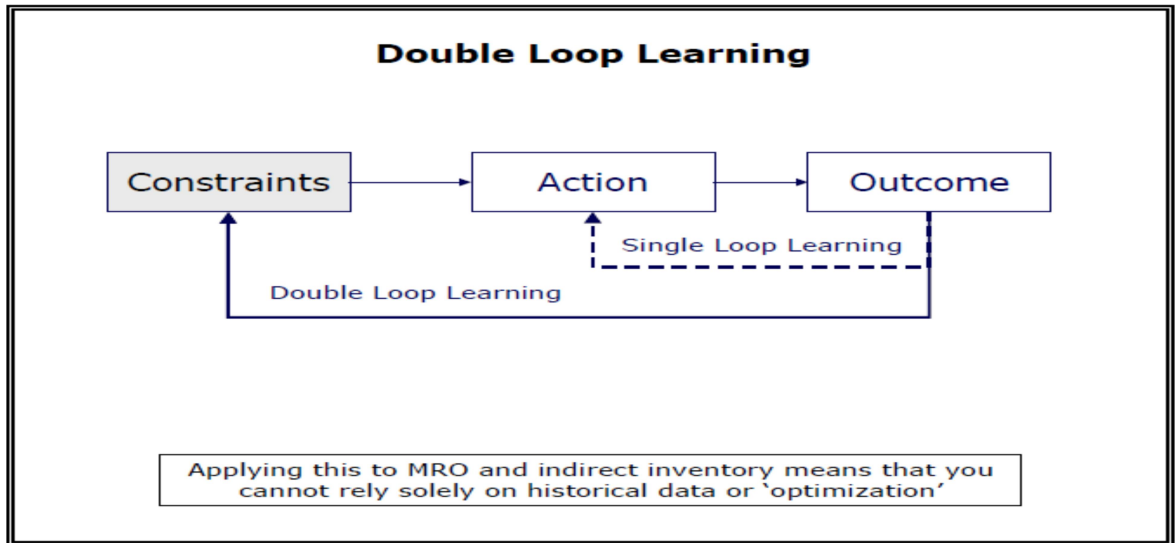 Double Loop Learning
Constraints
Action
Outcome
Single Loop Learning
Double Loop Learning
Applying this to MRO and indirect inventory means that you
cannot rely solely on historical data or ‘optimization’